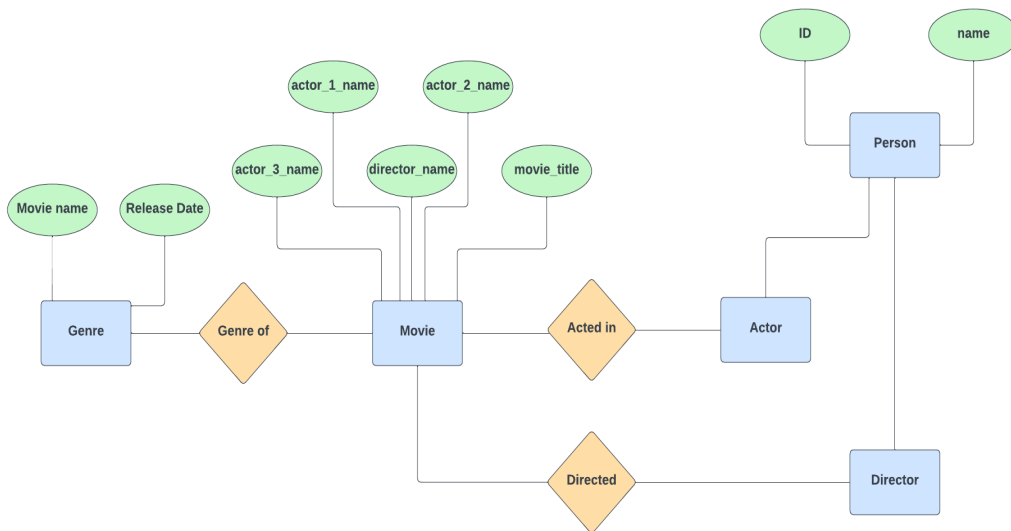 ID
name
actor_1_name
actor_2_name
Person
actor_3_name
director_name
movie_title
Movie name
Release Date
Genre
Genre of
Movie
Acted in
Actor
Directed
Director